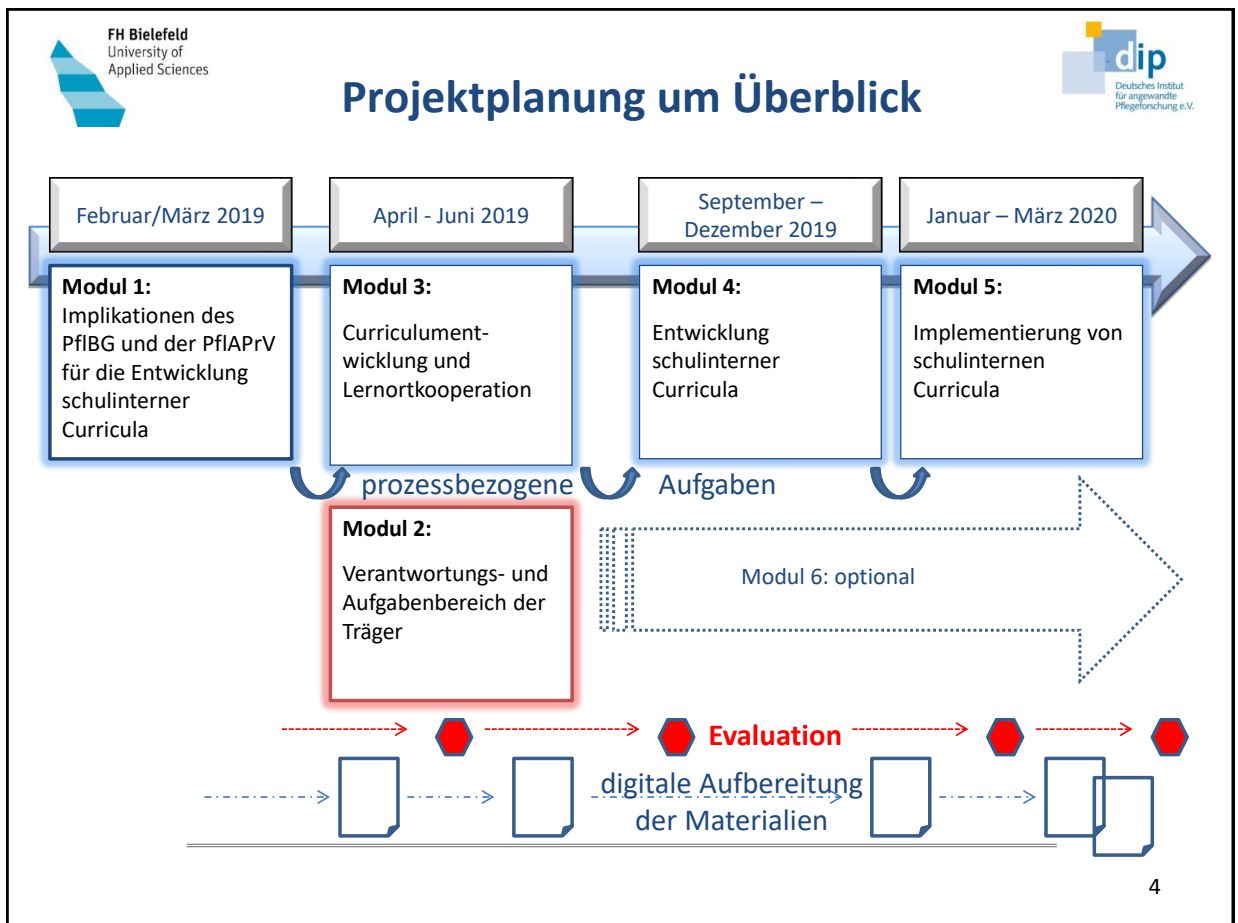 FH Bielefeld
University of
Applied Sciences
dip
Deutsches Institut
für angewandte
Pflegeforschung e.V.
Projektplanung um Überblick
Februar/März 2019
April - Juni 2019
September –
Dezember 2019
Januar – März 2020
Modul 1:
Implikationen des
PflBG und der PflAPrV
für die Entwicklung
schulinterner
Curricula
Modul 3:
Curriculument-
wicklung und
Lernortkooperation
Modul 4:
Entwicklung
schulinterner
Curricula
Modul 5:
Implementierung von
schulinternen
Curricula
prozessbezogene Aufgaben
Modul 2:
Verantwortungs- und
Aufgabenbereich der
Träger
Modul 6: optional
Evaluation
digitale Aufbereitung
der Materialien
4